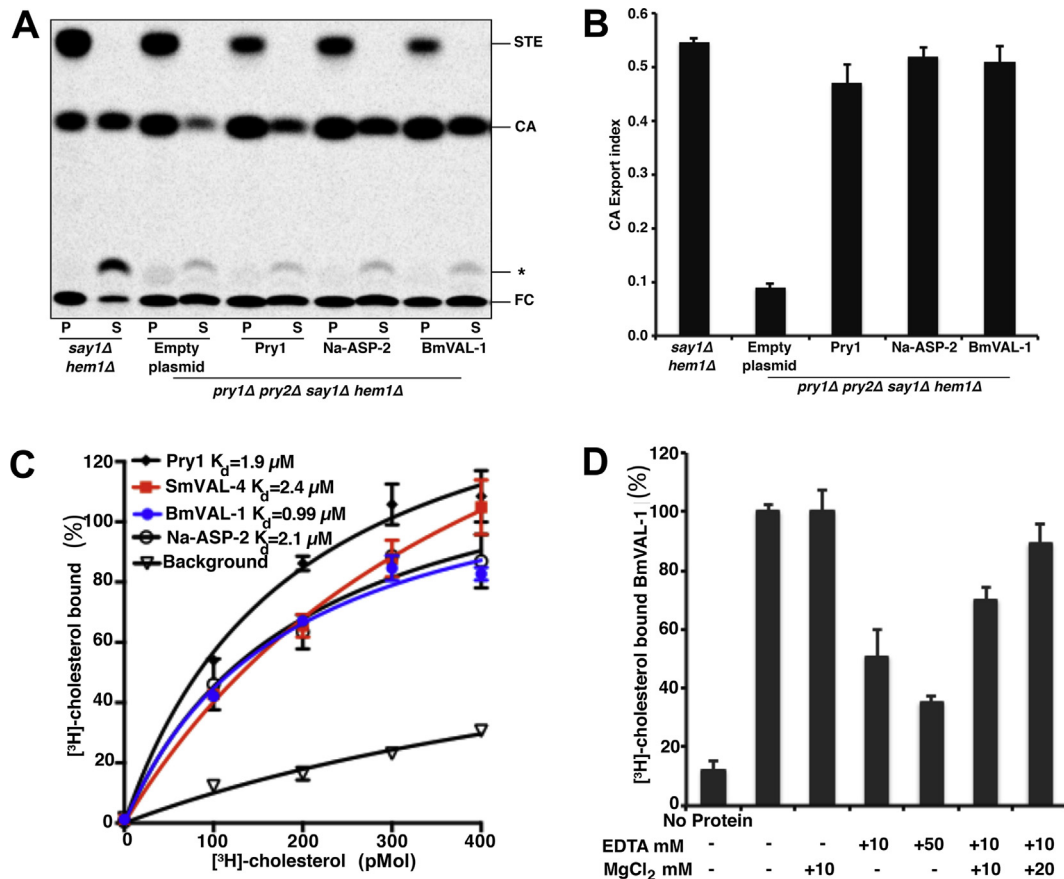 A
STE
CA
*
FC
P S P S P S P S P S
say1Δ hem1Δ
Empty plasmid
Pry1
Na-ASP-2
BmVAL-1
pry1Δ pry2Δ say1Δ hem1Δ
B
CA Export index
0.6
0.5
0.4
0.3
0.2
0.1
0.0
say1Δ hem1Δ
Empty plasmid
Pry1
Na-ASP-2
BmVAL-1
pry1Δ pry2Δ say1Δ hem1Δ
C
Pry1 Kd=1.9 µM
SmVAL-4 Kd=2.4 µM
BmVAL-1 Kd=0.99 µM
Na-ASP-2 Kd=2.1 µM
Background
[³H]-cholesterol bound (%)
120
100
80
60
40
20
0
0 100 200 300 400
[³H]-cholesterol (pMol)
D
[³H]-cholesterol bound BmVAL-1 (%)
120
100
80
60
40
20
0
No Protein
EDTA mM - - - +10 +50 +10 +10
MgCl₂ mM - - +10 - - +10 +20